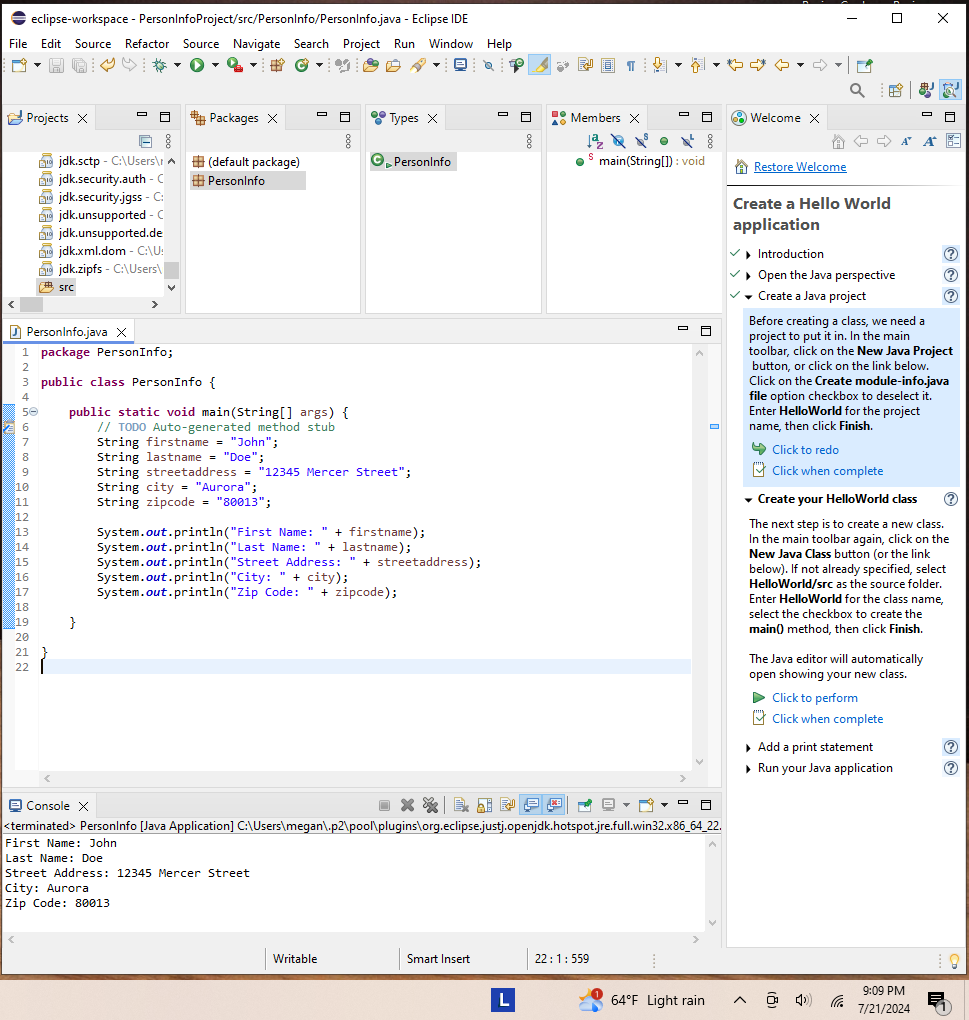 eclipse-workspace - PersonInfoProject/src/PersonInfo/PersonInfo.java - Eclipse IDE
File Edit Source Refactor Source Navigate Search Project Run Window Help
Projects
jdk.sctp - C:\Users\r
jdk.security.auth - C
jdk.security.jgss - C:
jdk.unsupported - C
jdk.unsupported.de
jdk.xml.dom - C:\U
jdk.zipfs - C:\Users\
src
Packages
(default package)
PersonInfo
Types
PersonInfo
Members
main(String[]) : void
Welcome
Restore Welcome
Create a Hello World
application
Introduction
Open the Java perspective
Create a Java project
Before creating a class, we need a
project to put it in. In the main
toolbar, click on the New Java Project
button, or click on the link below.
Click on the Create module-info.java
file option checkbox to deselect it.
Enter HelloWorld for the project
name, then click Finish.
Click to redo
Click when complete
Create your HelloWorld class
The next step is to create a new class.
In the main toolbar again, click on the
New Java Class button (or the link
below). If not already specified, select
HelloWorld/src as the source folder.
Enter HelloWorld for the class name,
select the checkbox to create the
main() method, then click Finish.
The Java editor will automatically
open showing your new class.
Click to perform
Click when complete
Add a print statement
Run your Java application
PersonInfo.java
1 package PersonInfo;
2
3 public class PersonInfo {
4
5 public static void main(String[] args) {
6 // TODO Auto-generated method stub
7 String firstname = "John";
8 String lastname = "Doe";
9 String streetaddress = "12345 Mercer Street";
10 String city = "Aurora";
11 String zipcode = "80013";
12
13 System.out.println("First Name: " + firstname);
14 System.out.println("Last Name: " + lastname);
15 System.out.println("Street Address: " + streetaddress);
16 System.out.println("City: " + city);
17 System.out.println("Zip Code: " + zipcode);
18
19 }
20
21 }
22
Console
<terminated> PersonInfo [Java Application] C:\Users\megan\.p2\pool\plugins\org.eclipse.justj.openjdk.hotspot.jre.full.win32.x86_64_22.
First Name: John
Last Name: Doe
Street Address: 12345 Mercer Street
City: Aurora
Zip Code: 80013
Writable Smart Insert 22 : 1 : 559
L
1
64°F Light rain
9:09 PM
7/21/2024
1